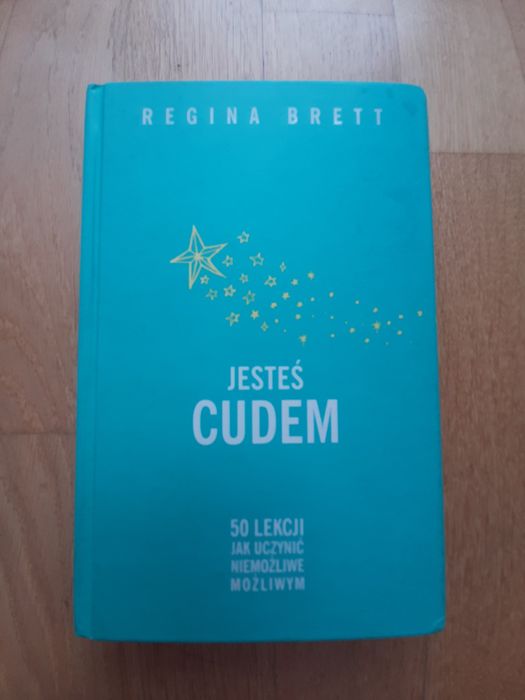 REGINA BRETT
JESTEŚ
CUDEM
50 LEKCJI
JAK UCZYNIĆ
NIEMOŻLIWE
MOŻLIWYM